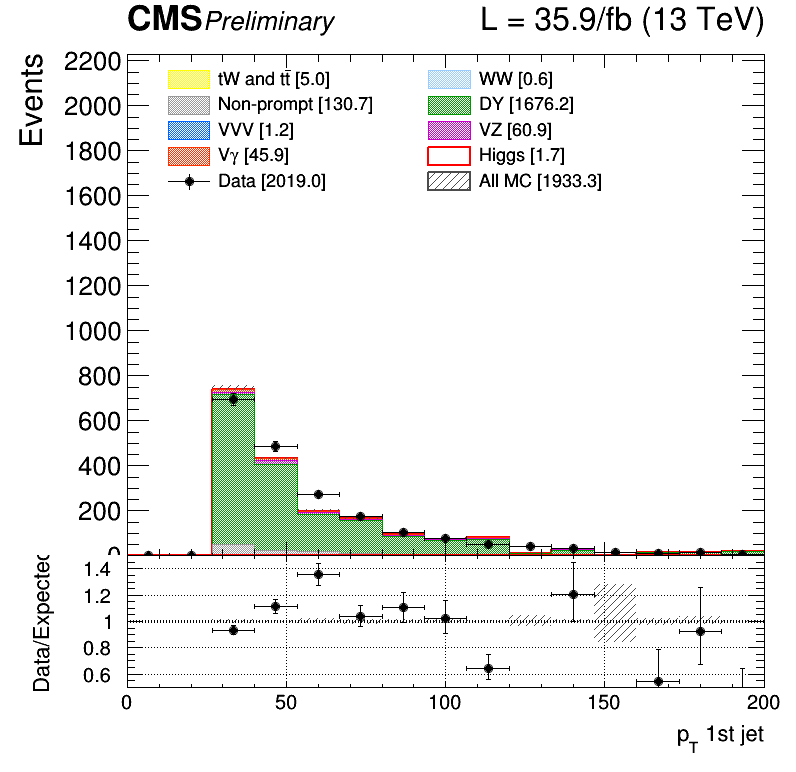 CMS Preliminary L = 35.9/fb (13 TeV)
Events
2200
2000
1800
1600
1400
1200
1000
800
600
400
200
0
tW and tt̄ [5.0]
Non-prompt [130.7]
VVV [1.2]
Vγ [45.9]
Data [2019.0]
WW [0.6]
DY [1676.2]
VZ [60.9]
Higgs [1.7]
All MC [1933.3]
Data/Expected
1.4
1.2
1
0.8
0.6
0 50 100 150 200
p_T 1st jet